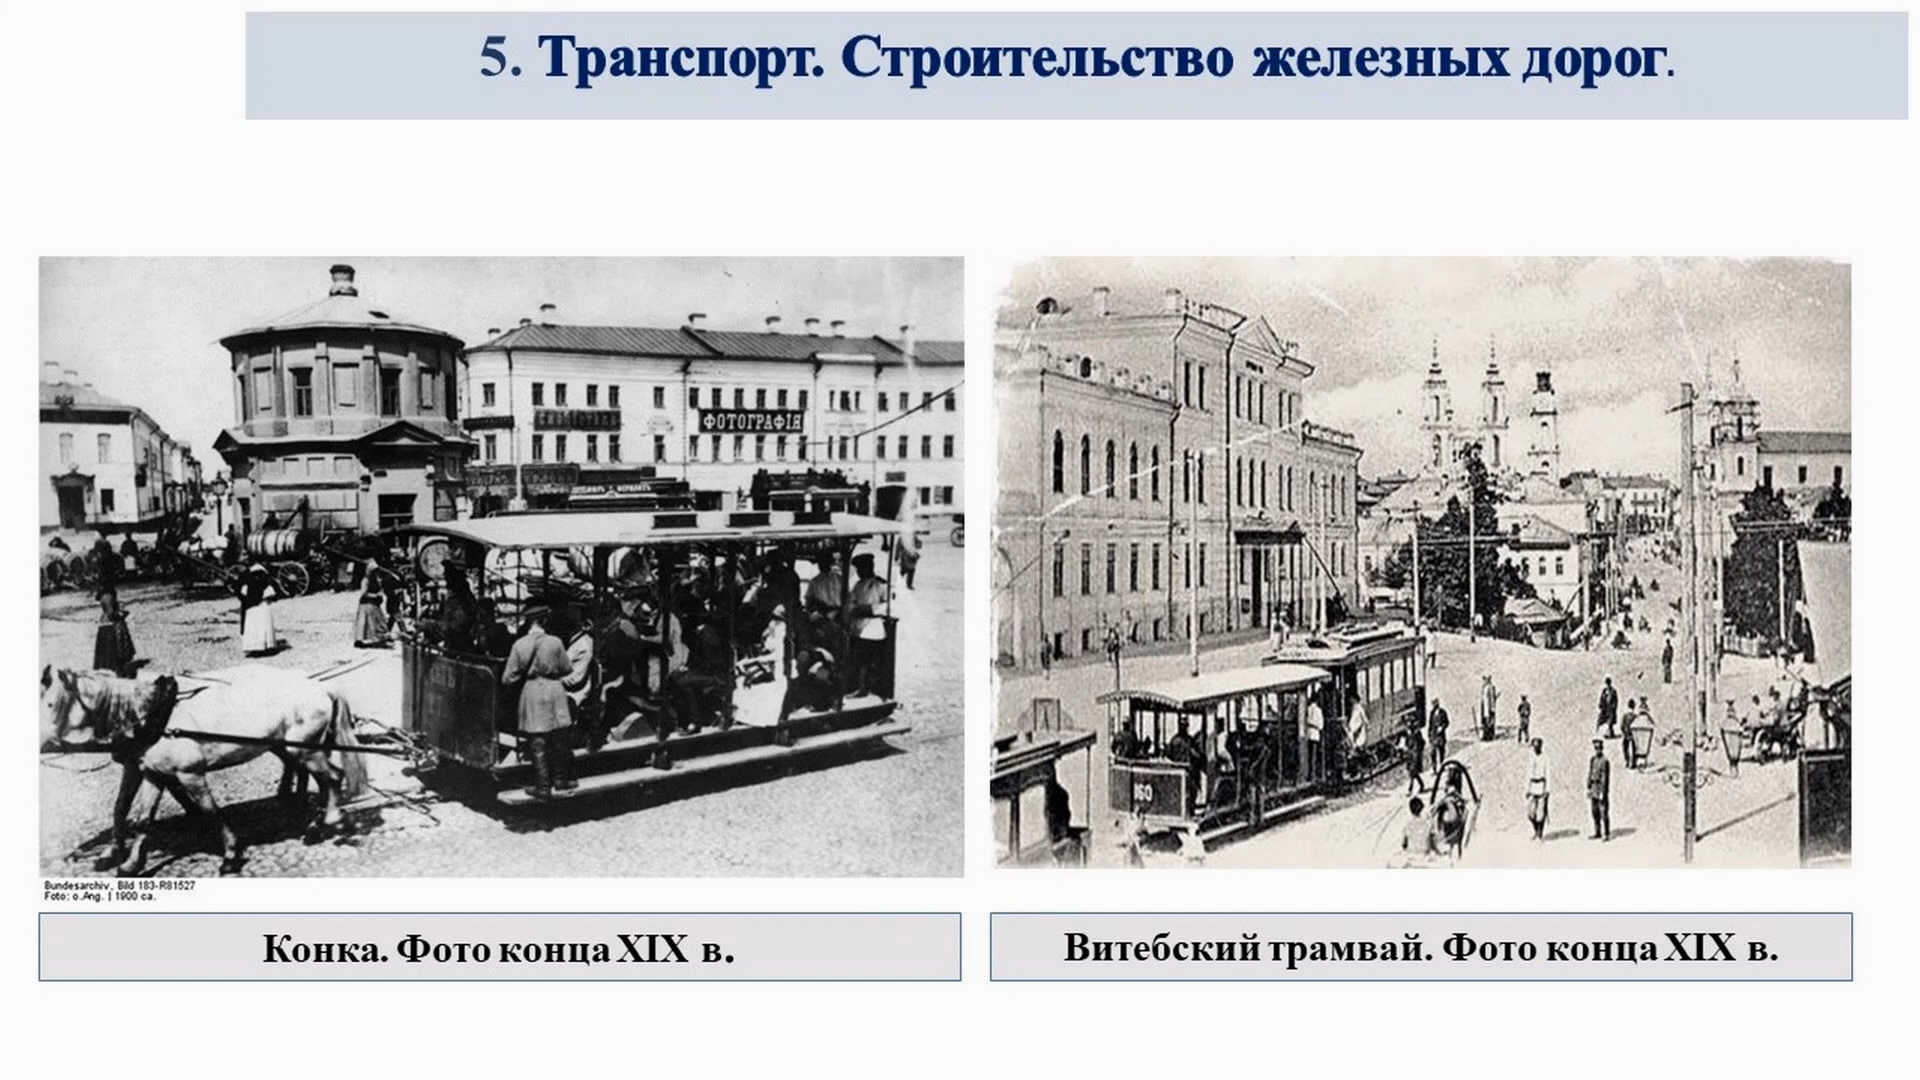 5. Транспорт. Строительство железных дорог.
ФОТОГРАФІЯ
160
Bundesarchiv, Bild 183-R81527
Foto: o.Ang. | 1900 ca.
Конка. Фото конца XIX в.
Витебский трамвай. Фото конца XIX в.